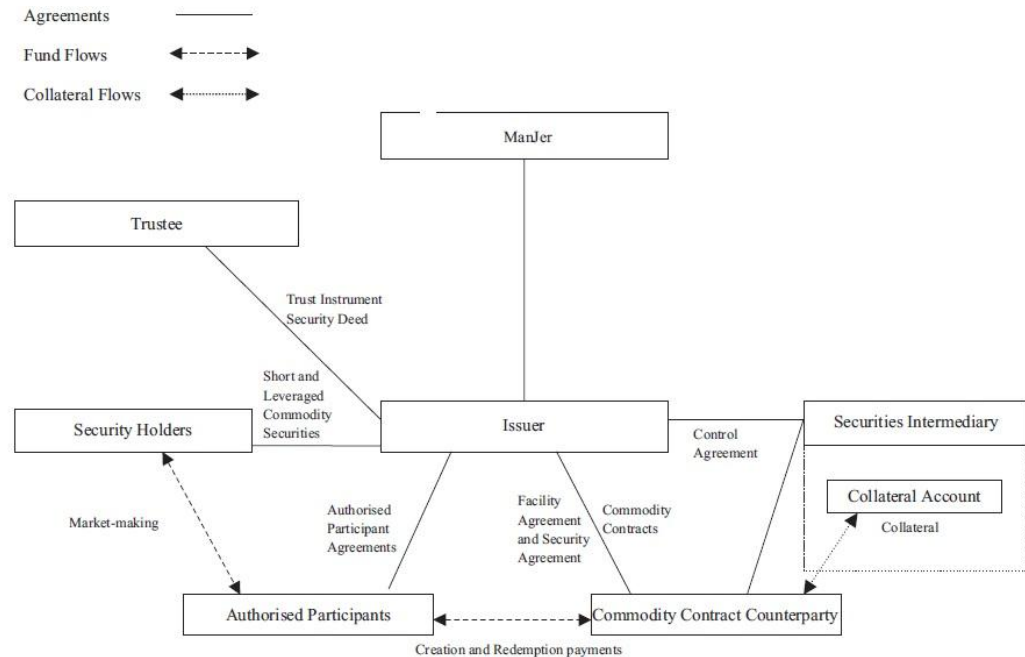 Agreements
Fund Flows
Collateral Flows
ManJer
Trustee
Trust Instrument
Security Deed
Short and
Leveraged
Commodity
Securities
Security Holders
Issuer
Control
Agreement
Securities Intermediary
Collateral Account
Collateral
Market-making
Authorised
Participant
Agreements
Facility
Agreement
and Security
Agreement
Commodity
Contracts
Authorised Participants
Commodity Contract Counterparty
Creation and Redemption payments